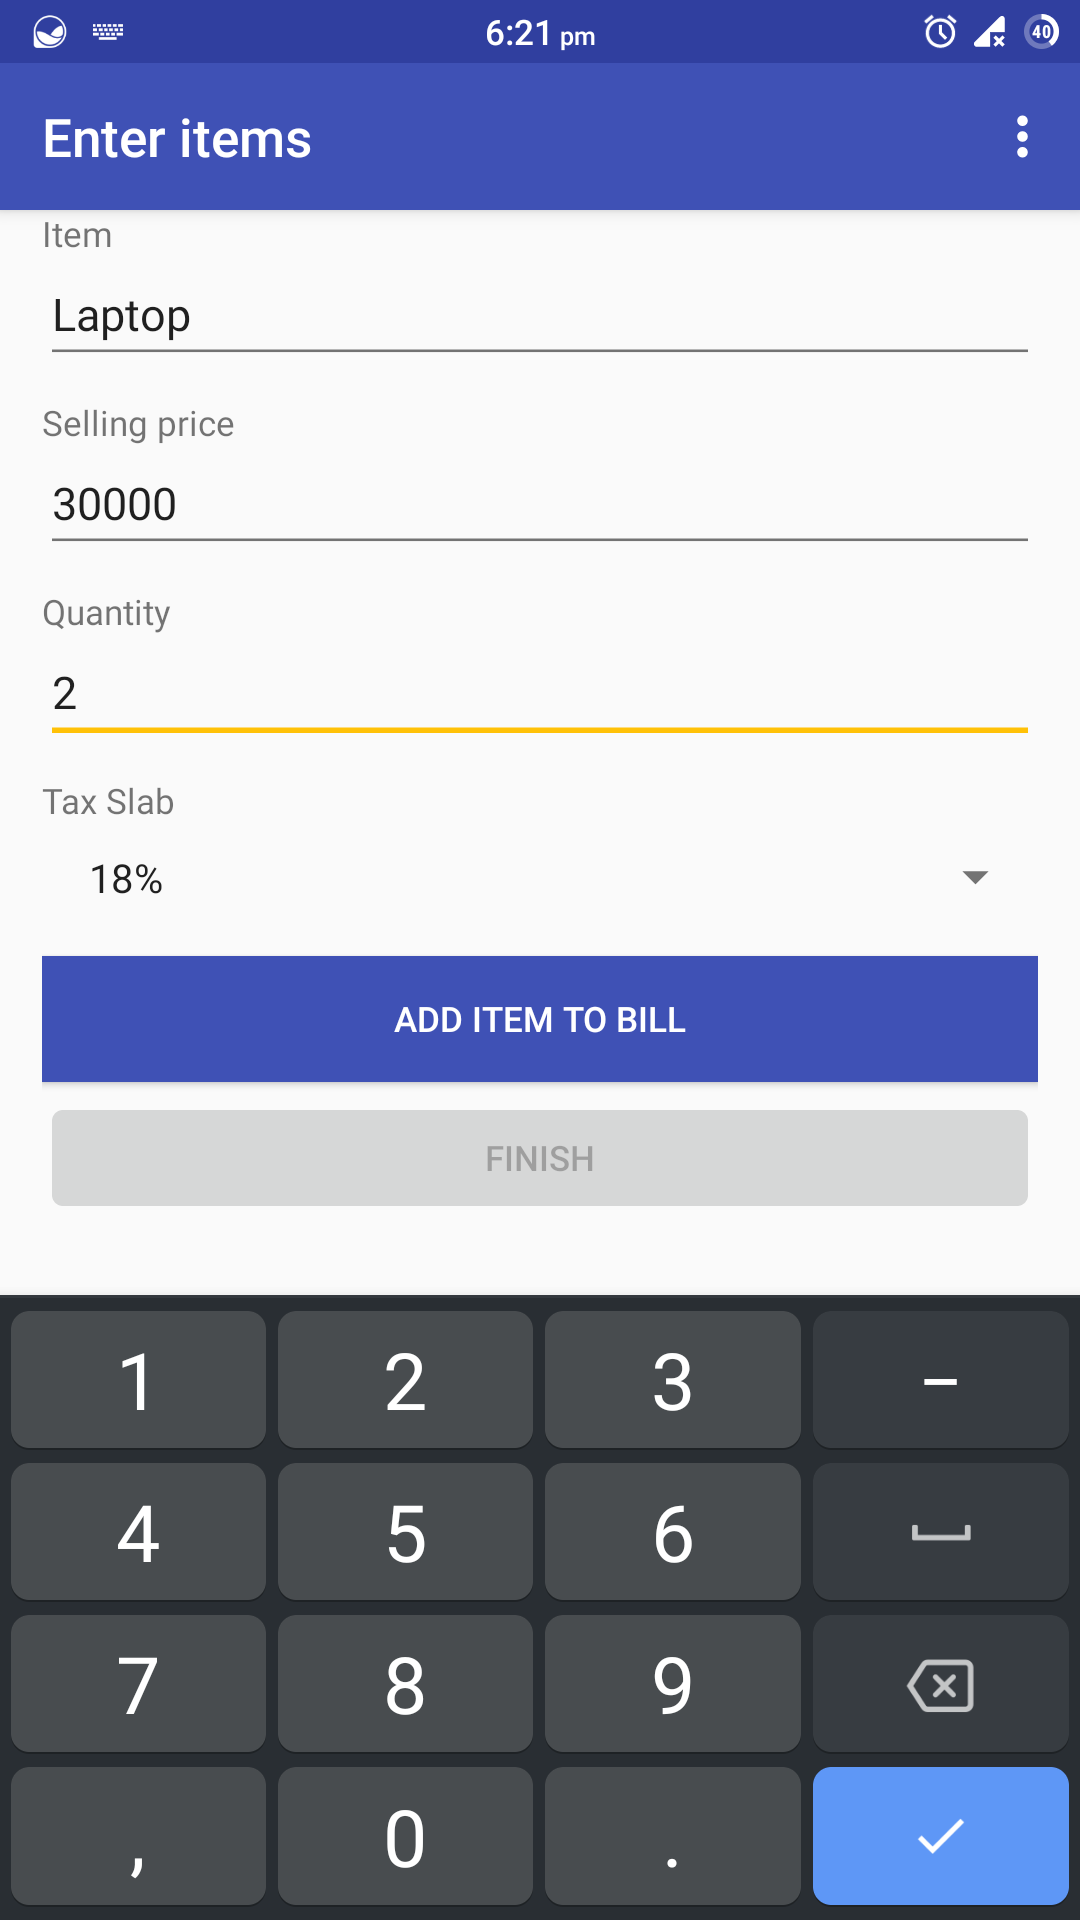 6:21 pm
40
Enter items
Item
Laptop
Selling price
30000
Quantity
2
Tax Slab
18%
ADD ITEM TO BILL
FINISH
1 2 3 –
4 5 6
7 8 9
, 0 .